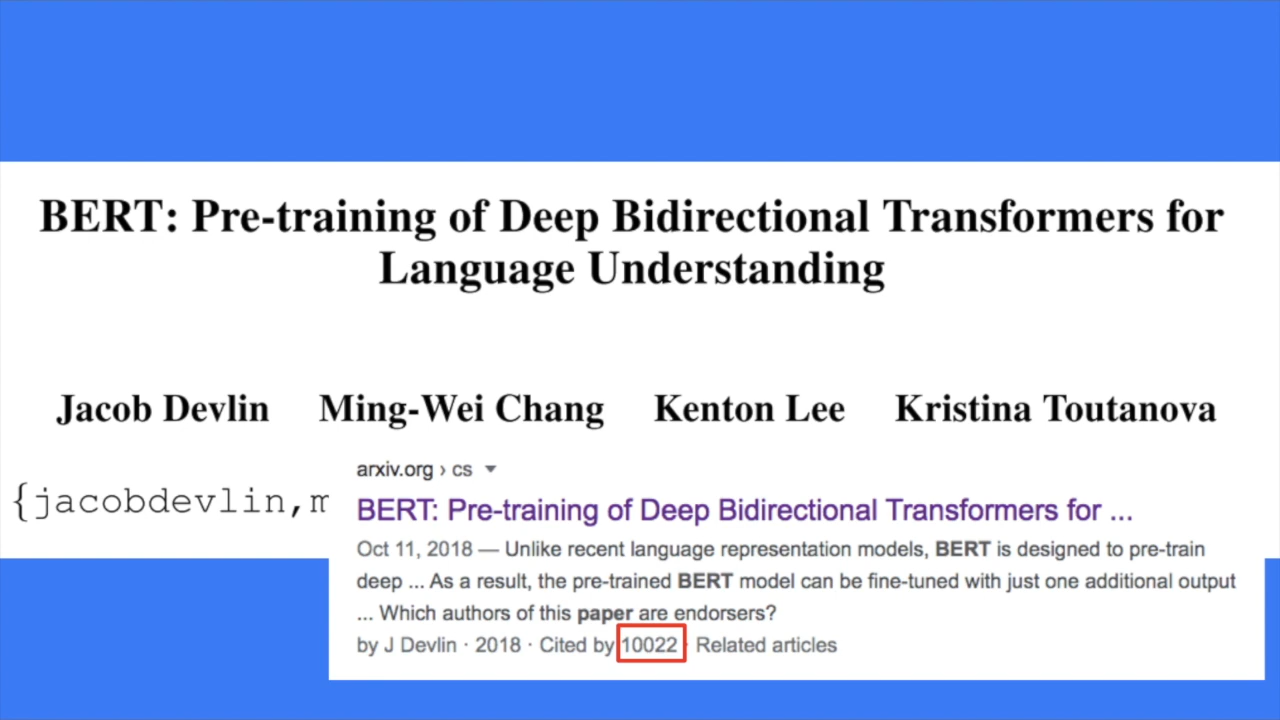 BERT: Pre-training of Deep Bidirectional Transformers for
Language Understanding
Jacob Devlin Ming-Wei Chang Kenton Lee Kristina Toutanova
{jacobdevlin,m
arxiv.org › cs
BERT: Pre-training of Deep Bidirectional Transformers for ...
Oct 11, 2018 — Unlike recent language representation models, BERT is designed to pre-train
deep ... As a result, the pre-trained BERT model can be fine-tuned with just one additional output
... Which authors of this paper are endorsers?
by J Devlin · 2018 · Cited by 10022 · Related articles